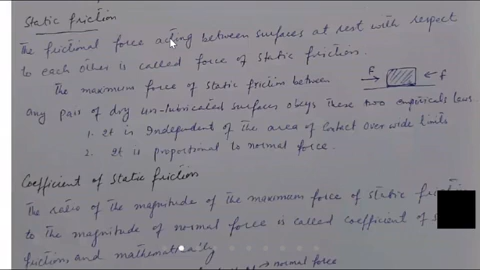 Static friction
The frictional force acting between surfaces at rest with respect
to each other is called force of static friction.
The maximum force of static friction between
F f
any pass of dry un-lubricated surfaces obeys these two empiricals laws
1. It is Independent of the area of contact over wide limits
2. It is proportional to normal force.
Coefficient of static friction
The ratio of the magnitude of the maximum force of static
to the magnitude of normal force is called coefficient of
frictions and mathematically
normal force